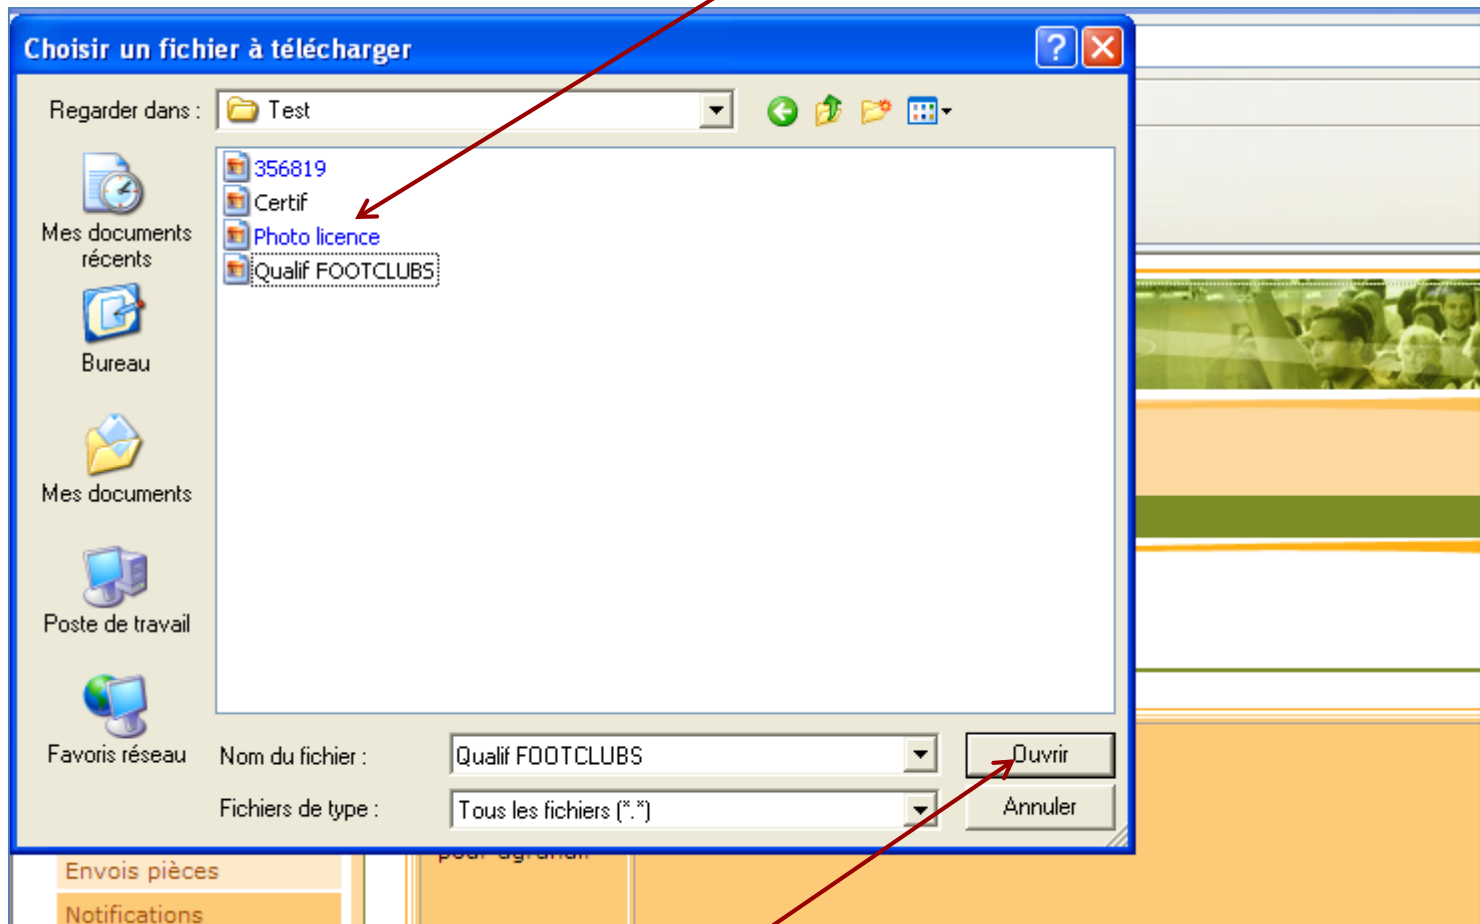 Choisir un fichier à télécharger
Regarder dans :
Test
356819
Certif
Photo licence
Qualif FOOTCLUBS
Mes documents
récents
Bureau
Mes documents
Poste de travail
Favoris réseau
Nom du fichier :
Qualif FOOTCLUBS
Ouvrir
Fichiers de type :
Tous les fichiers (*.*)
Annuler
pour agrandir
Envois pièces
Notifications